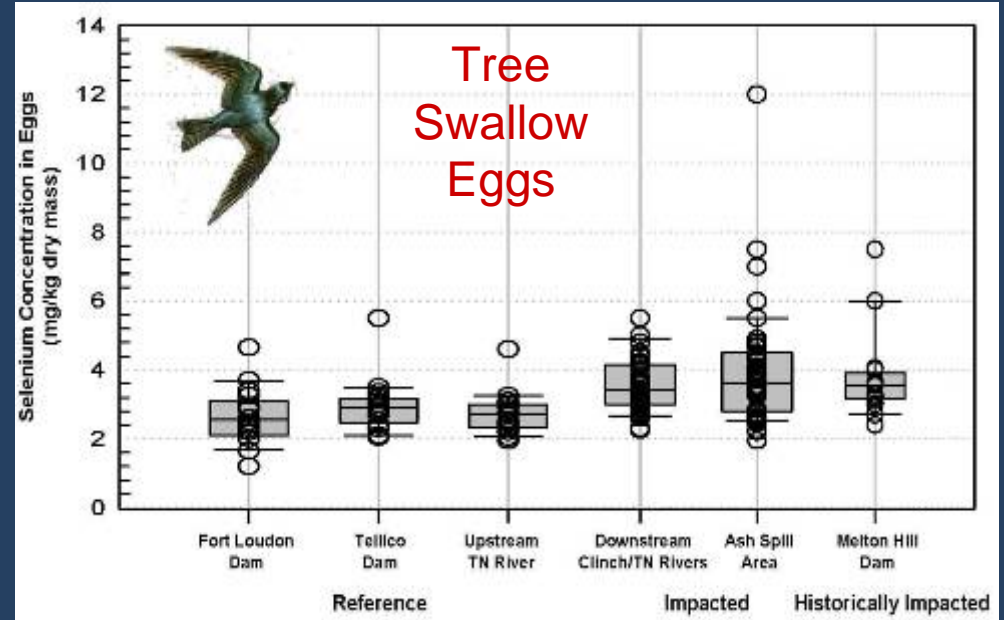 Tree
Swallow
Eggs
Selenium Concentration in Eggs
(mg/kg dry mass)
14
12
10
8
6
4
2
0
Fort Loudon
Dam
Tellico
Dam
Upstream
TN River
Downstream
Clinch/TN Rivers
Ash Spill
Area
Melton Hill
Dam
Reference
Impacted
Historically Impacted